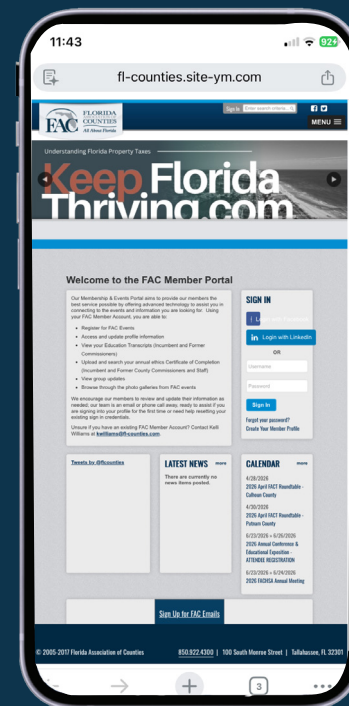 11:43
92
fl-counties.site-ym.com
FAC
FLORIDA
COUNTIES
All About Florida
Sign In Enter search criteria...
MENU
Understanding Florida Property Taxes
Keep Florida
Thriving.com
Welcome to the FAC Member Portal
Our Membership & Events Portal aims to provide our members the
best service possible by offering advanced technology to assist you in
connecting to the events and information you are looking for. Using
your FAC Member Account, you are able to:
• Register for FAC Events
• Access and update profile information
• View your Education Transcripts (Incumbent and Former
Commissioners)
• Upload and search your annual ethics Certificate of Completion
(Incumbent and Former County Commissioners and Staff)
• View group updates
• Browse through the photo galleries from FAC events
We encourage our members to review and update their information as
needed; our team is an email or phone call away, ready to assist if you
are signing into your profile for the first time or need help resetting your
existing sign in credentials.
Unsure if you have an existing FAC Member Account? Contact Kelli
Williams at kwilliams@fl-counties.com.
SIGN IN
in Login with LinkedIn
OR
Username
Password
Sign In
Forgot your password?
Create Your Member Profile
Tweets by @flcounties
LATEST NEWS more
There are currently no
news items posted.
CALENDAR more
4/28/2026
2026 April FACT Roundtable -
Calhoun County
4/30/2026
2026 April FACT Roundtable -
Putnam County
6/23/2026 » 6/26/2026
2026 Annual Conference &
Educational Exposition -
ATTENDEE REGISTRATION
6/23/2026 » 6/24/2026
2026 FACHSA Annual Meeting
Sign Up for FAC Emails
© 2005-2017 Florida Association of Counties 850.922.4300 | 100 South Monroe Street | Tallahassee, FL 32301
3